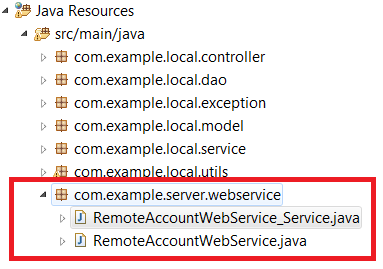 Java Resources
src/main/java
com.example.local.controller
com.example.local.dao
com.example.local.exception
com.example.local.model
com.example.local.service
com.example.local.utils
com.example.server.webservice
RemoteAccountWebService_Service.java
RemoteAccountWebService.java